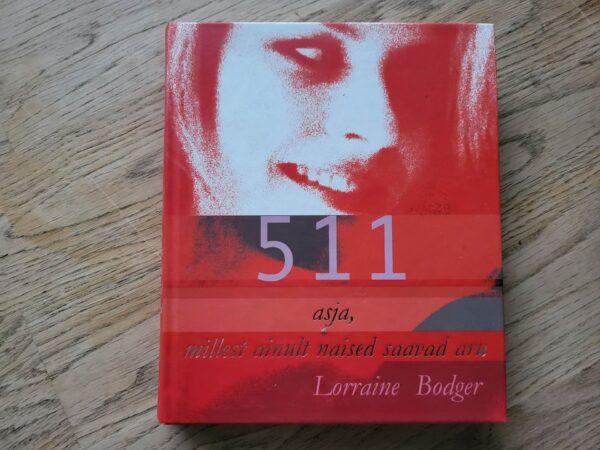 511
asja,
millest ainult naised saavad aru
Lorraine Bodger